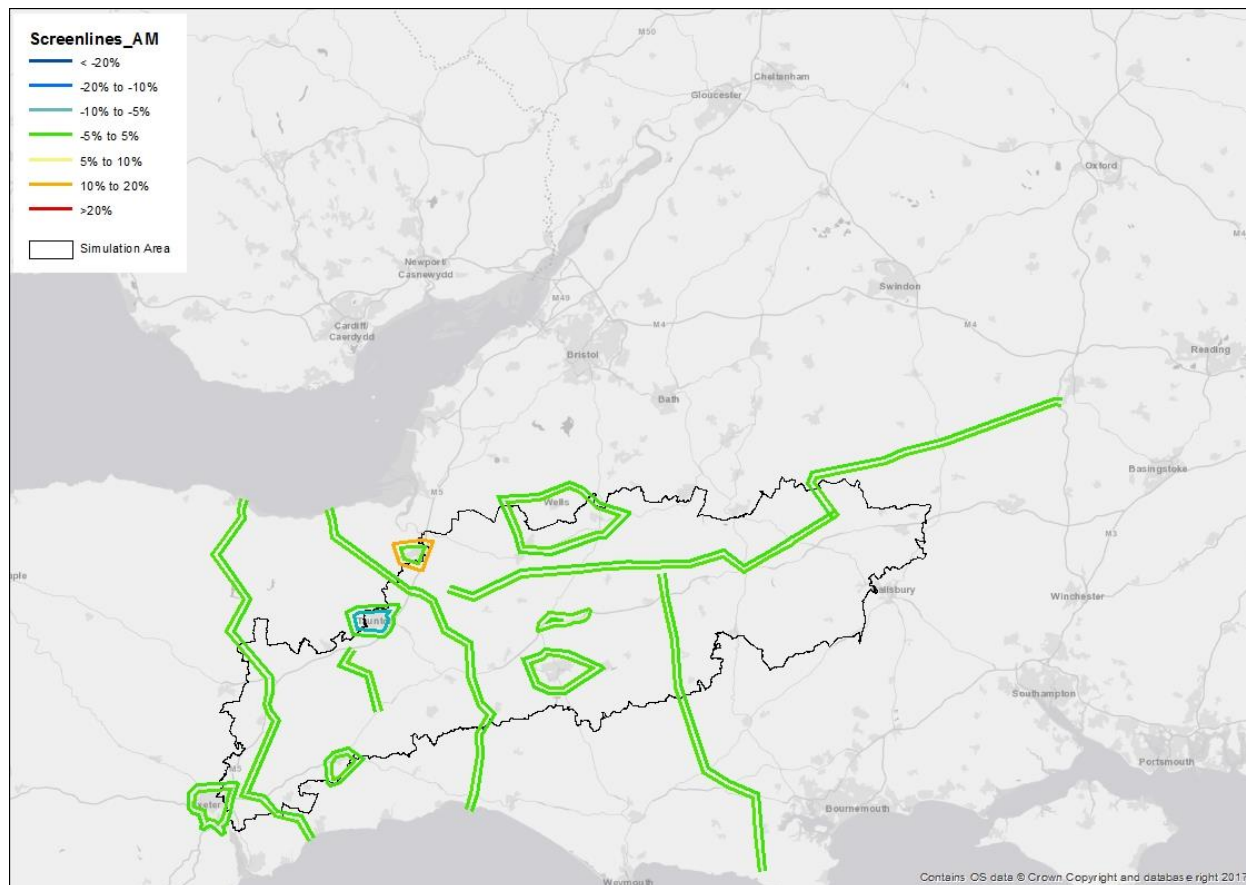 Screenlines_AM
< -20%
-20% to -10%
-10% to -5%
-5% to 5%
5% to 10%
10% to 20%
>20%
Simulation Area
M50
Cheltenham
Gloucester
Oxford
M4
Newport/
Casnewydd
Swindon
M49
Cardiff/
Caerdydd
M4
M4
Reading
Bristol
Bath
Basingstoke
M5
Wells
M3
Winchester
Southampton
Portsmouth
M5
Bournemouth
Weymouth
Contains OS data © Crown Copyright and database right 2017